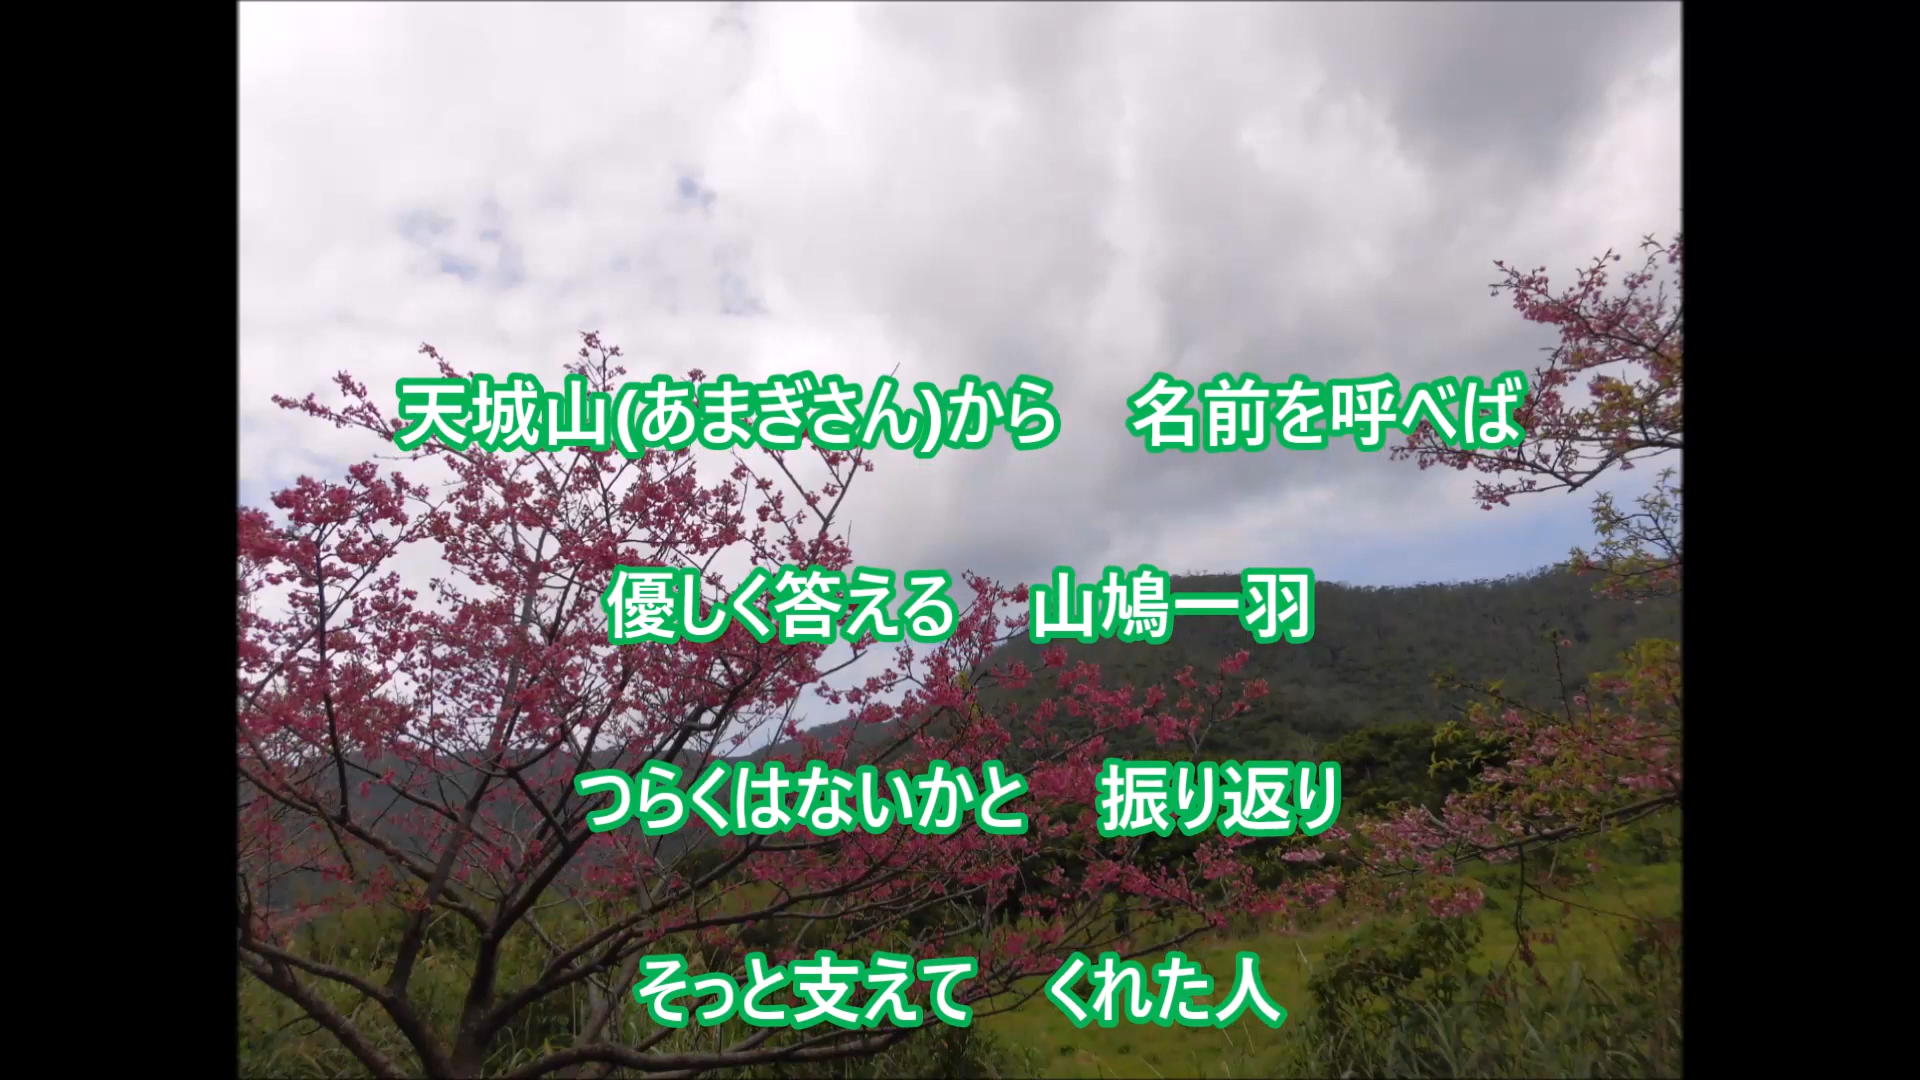 天城山(あまぎさん)から　名前を呼べば
優しく答える　山鳩一羽
つらくはないかと　振り返り
そっと支えて　くれた人